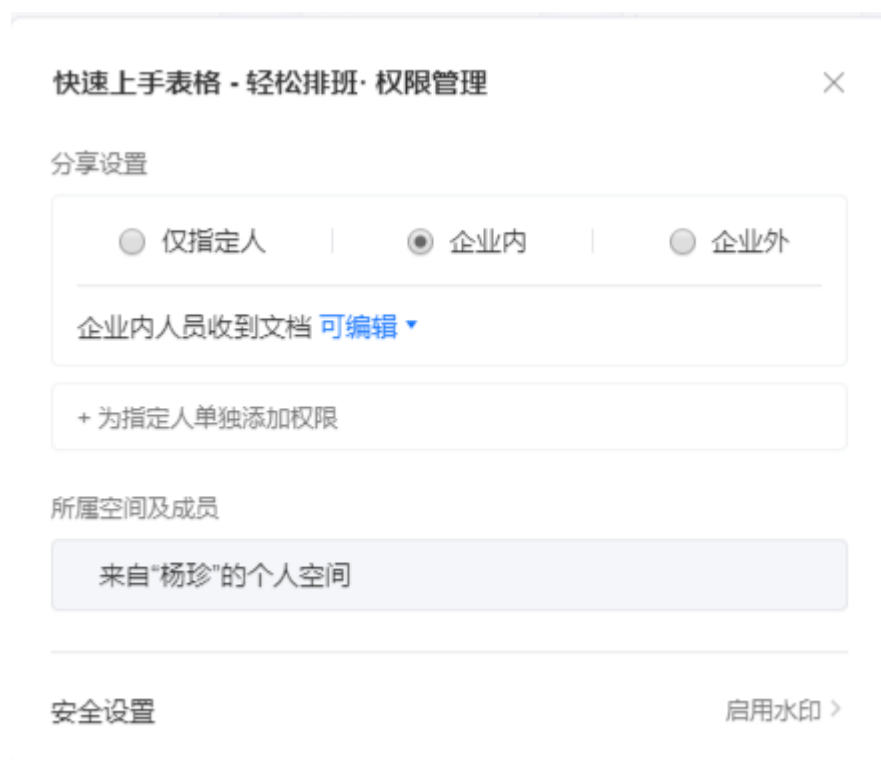 快速上手表格 - 轻松排班· 权限管理
分享设置
仅指定人 企业内 企业外
企业内人员收到文档 可编辑
+ 为指定人单独添加权限
所属空间及成员
来自“杨珍”的个人空间
安全设置 启用水印